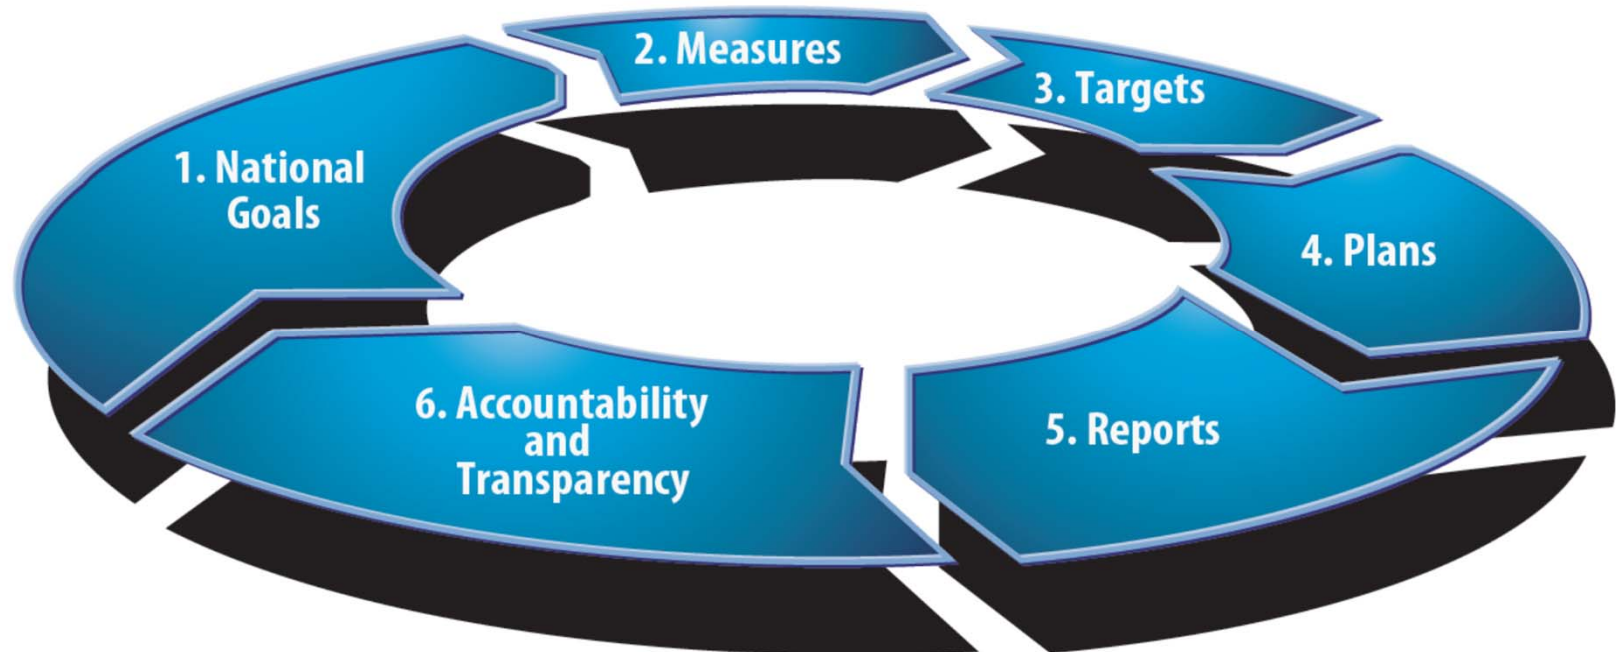 1. National
Goals
2. Measures
3. Targets
4. Plans
5. Reports
6. Accountability
and
Transparency